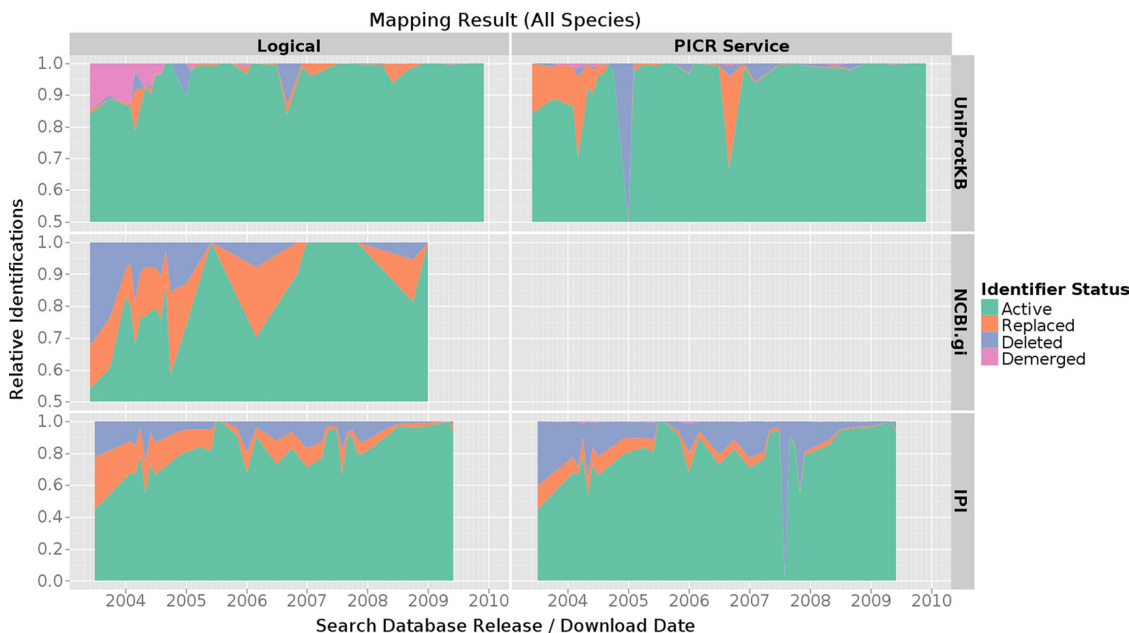 Mapping Result (All Species)
Logical
PICR Service
Relative Identifications
1.0
0.9
0.8
0.7
0.6
0.5
UniProtKB
1.0
0.9
0.8
0.7
0.6
0.5
NCBI.gi
1.0
0.8
0.6
0.4
0.2
0.0
IPI
2004 2005 2006 2007 2008 2009 2010
2004 2005 2006 2007 2008 2009 2010
Search Database Release / Download Date
Identifier Status
Active
Replaced
Deleted
Demerged